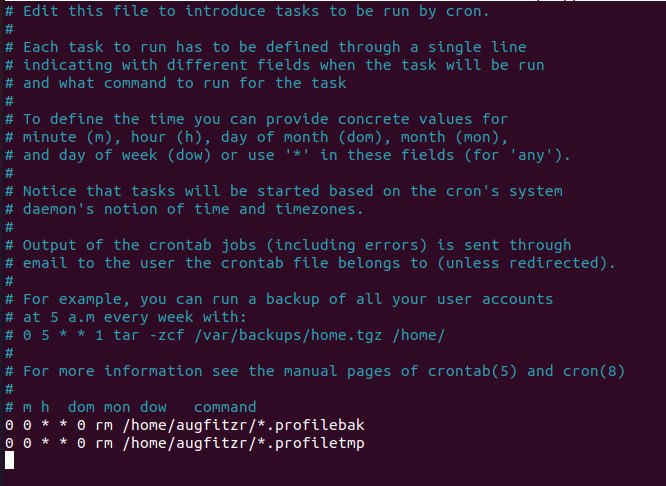 # Edit this file to introduce tasks to be run by cron.
#
# Each task to run has to be defined through a single line
# indicating with different fields when the task will be run
# and what command to run for the task
#
# To define the time you can provide concrete values for
# minute (m), hour (h), day of month (dom), month (mon),
# and day of week (dow) or use '*' in these fields (for 'any').
#
# Notice that tasks will be started based on the cron's system
# daemon's notion of time and timezones.
#
# Output of the crontab jobs (including errors) is sent through
# email to the user the crontab file belongs to (unless redirected).
#
# For example, you can run a backup of all your user accounts
# at 5 a.m every week with:
# 0 5 * * 1 tar -zcf /var/backups/home.tgz /home/
#
# For more information see the manual pages of crontab(5) and cron(8)
#
# m h  dom mon dow   command
0 0 * * 0 rm /home/augfitzr/*.profilebak
0 0 * * 0 rm /home/augfitzr/*.profiletmp